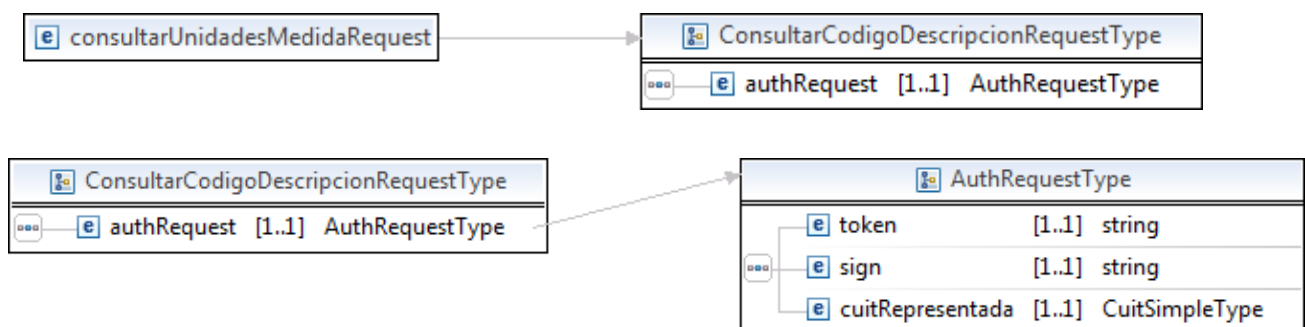 consultarUnidadesMedidaRequest
ConsultarCodigoDescripcionRequestType
authRequest [1..1] AuthRequestType
ConsultarCodigoDescripcionRequestType
authRequest [1..1] AuthRequestType
AuthRequestType
token [1..1] string
sign [1..1] string
cuitRepresentada [1..1] CuitSimpleType